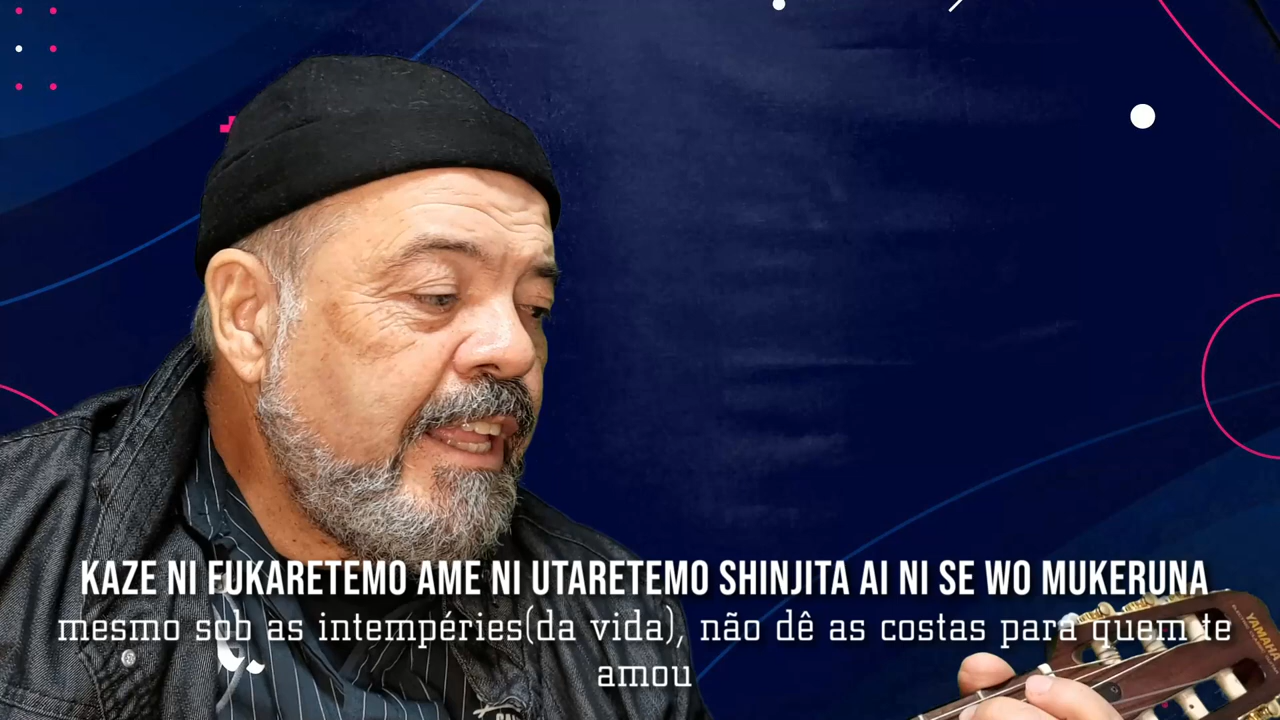 KAZE NI FUKARETEMO AME NI UTARETEMO SHINJITA AI NI SE WO MUKERUNA
mesmo sob as intempéries(da vida), não dê as costas para quem te
amou
YAMAHA